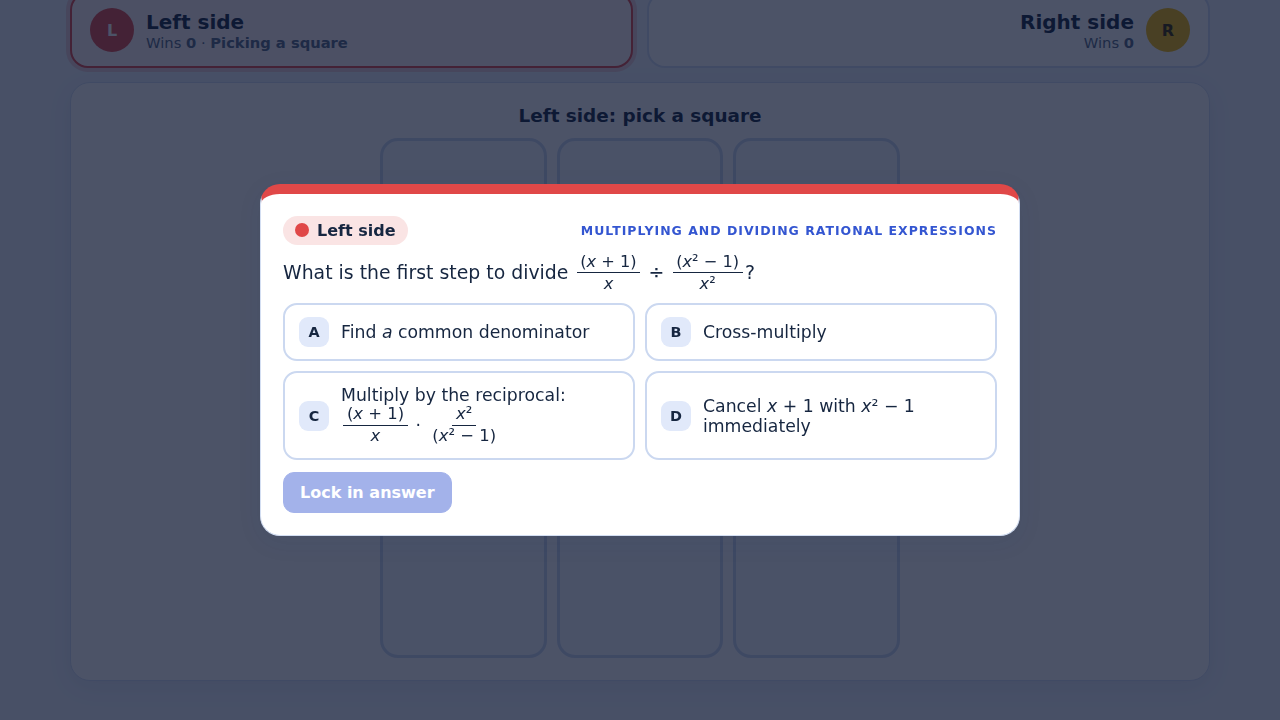 L
Left side
Wins 0 · Picking a square
Right side
Wins 0
R
Left side: pick a square
Left side
MULTIPLYING AND DIVIDING RATIONAL EXPRESSIONS
What is the first step to divide (x + 1)/x ÷ (x² − 1)/x²?
A Find a common denominator
B Cross-multiply
C Multiply by the reciprocal:
(x + 1)/x · x²/(x² − 1)
D Cancel x + 1 with x² − 1
immediately
Lock in answer